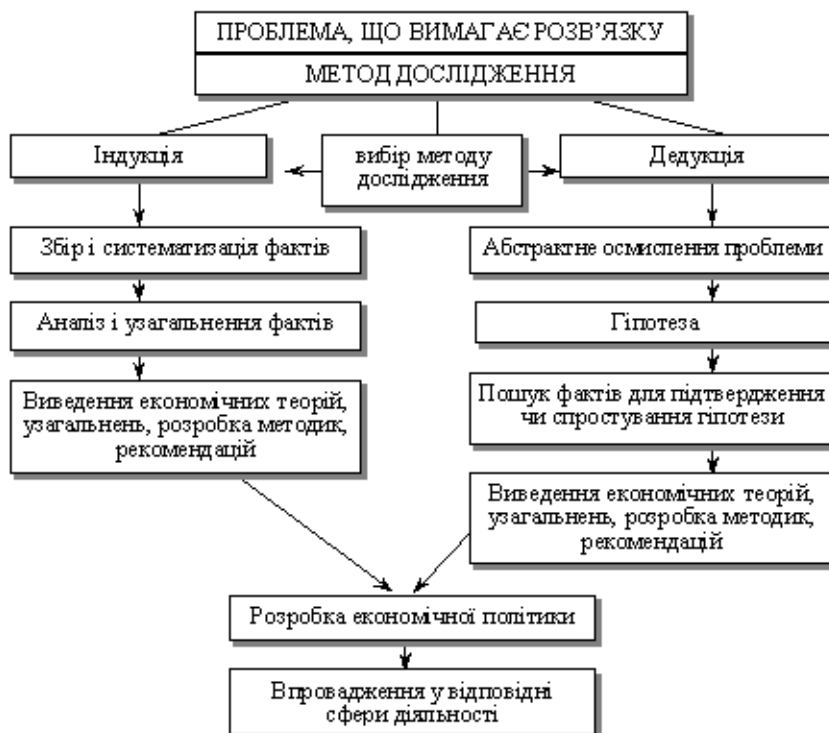 ПРОБЛЕМА, ЩО ВИМАГАЄ РОЗВ’ЯЗКУ
МЕТОД ДОСЛІДЖЕННЯ
Індукція
вибір методу
дослідження
Дедукція
Збір і систематизація фактів
Аналіз і узагальнення фактів
Виведення економічних теорій,
узагальнень, розробка методик,
рекомендацій
Абстрактне осмислення проблеми
Гіпотеза
Пошук фактів для підтвердження
чи спростування гіпотези
Виведення економічних теорій,
узагальнень, розробка методик,
рекомендацій
Розробка економічної політики
Впровадження у відповідні
сфери діяльності